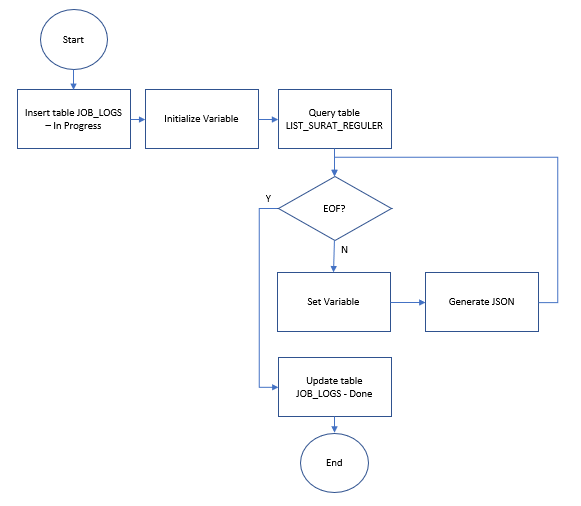 Start
Insert table JOB_LOGS
– In Progress
Initialize Variable
Query table
LIST_SURAT_REGULER
EOF?
Y
N
Set Variable
Generate JSON
Update table
JOB_LOGS - Done
End